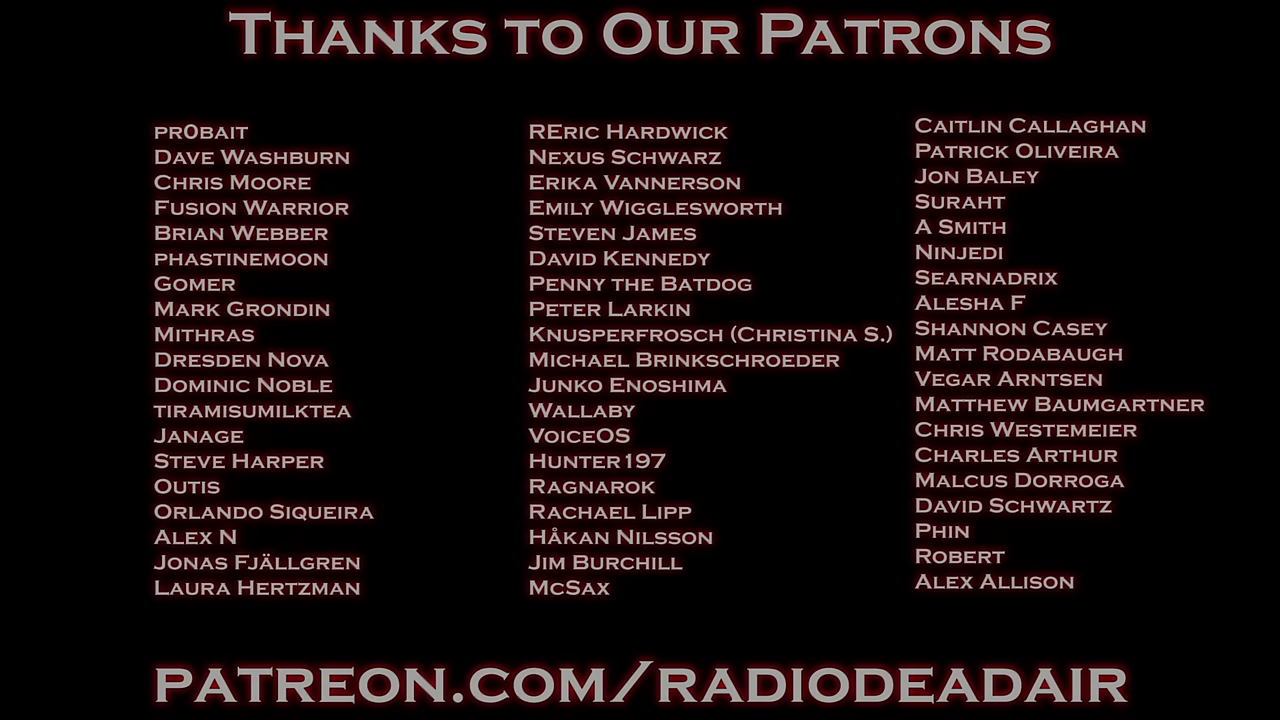 Thanks to Our Patrons
pr0bait
Dave Washburn
Chris Moore
Fusion Warrior
Brian Webber
phastinemoon
Gomer
Mark Grondin
Mithras
Dresden Nova
Dominic Noble
tiramisumilktea
Janage
Steve Harper
Outis
Orlando Siqueira
Alex N
Jonas Fjällgren
Laura Hertzman
REric Hardwick
Nexus Schwarz
Erika Vannerson
Emily Wigglesworth
Steven James
David Kennedy
Penny the Batdog
Peter Larkin
Knusperfrosch (Christina S.)
Michael Brinkschroeder
Junko Enoshima
Wallaby
VoiceOS
Hunter197
Ragnarok
Rachael Lipp
Håkan Nilsson
Jim Burchill
McSax
Caitlin Callaghan
Patrick Oliveira
Jon Baley
Suraht
A Smith
Ninjedi
Searnadrix
Alesha F
Shannon Casey
Matt Rodabaugh
Vegar Arntsen
Matthew Baumgartner
Chris Westemeier
Charles Arthur
Malcus Dorroga
David Schwartz
Phin
Robert
Alex Allison
patreon.com/radiodeadair